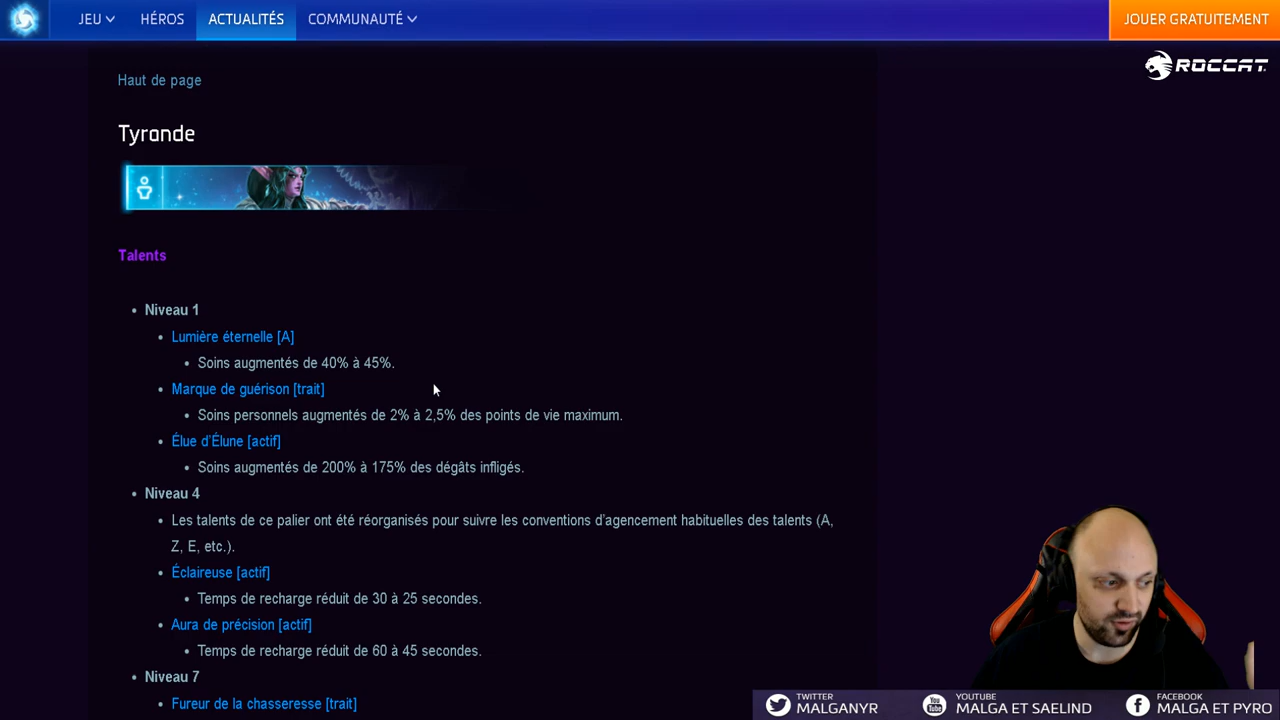 JEU HÉROS ACTUALITÉS COMMUNAUTÉ JOUER GRATUITEMENT
ROCCAT
Haut de page
Tyrande
Talents
• Niveau 1
• Lumière éternelle [A]
• Soins augmentés de 40% à 45%.
• Marque de guérison [trait]
• Soins personnels augmentés de 2% à 2,5% des points de vie maximum.
• Élue d'Élune [actif]
• Soins augmentés de 200% à 175% des dégâts infligés.
• Niveau 4
• Les talents de ce palier ont été réorganisés pour suivre les conventions d'agencement habituelles des talents (A,
Z, E, etc.).
• Éclaireuse [actif]
• Temps de recharge réduit de 30 à 25 secondes.
• Aura de précision [actif]
• Temps de recharge réduit de 60 à 45 secondes.
• Niveau 7
• Fureur de la chasseresse [trait]
TWITTER
MALGANYR
You Tube
YOUTUBE
MALGA ET SAELIND
FACEBOOK
MALGA ET PYRO